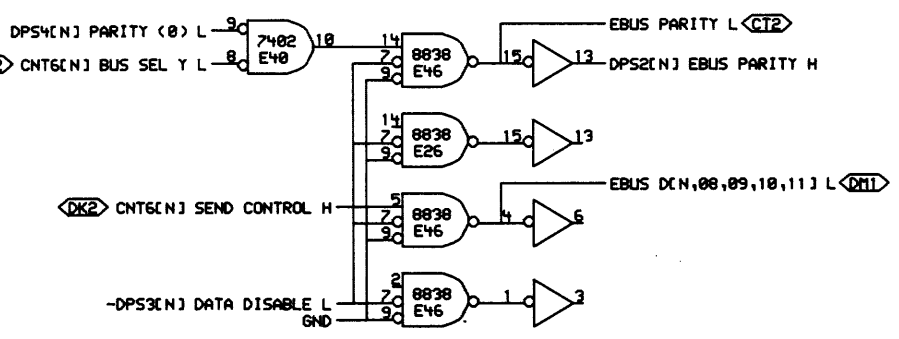 EBUS PARITY L CT2
DPS4[N] PARITY (0) L 9 7402 E40 10 14 7 9 8838 E46 15 13 DPS2[N] EBUS PARITY H
CNT6[N] BUS SEL Y L 8
14 7 9 8838 E26 15 13
EBUS D[N,08,09,10,11] L DM1
DK2 CNT6[N] SEND CONTROL H 5 7 9 8838 E46 4 6
2 7 9 8838 E46 1 3
~DPS3[N] DATA DISABLE L
GND